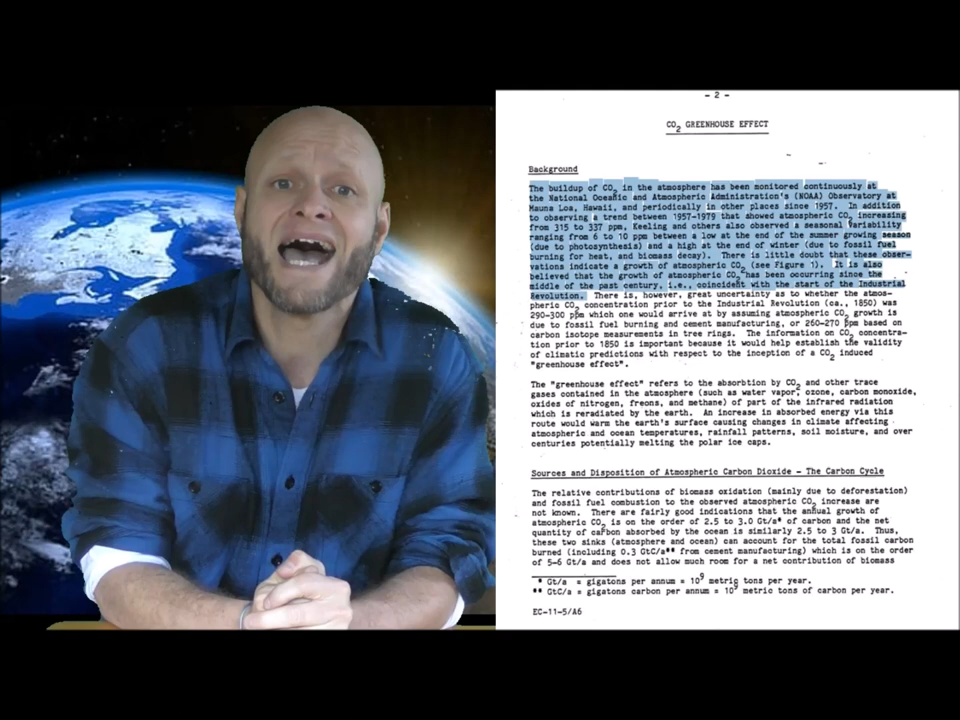 - 2 -
CO2 GREENHOUSE EFFECT
Background
The buildup of CO2 in the atmosphere has been monitored continuously at
the National Oceanic and Atmospheric Administration's (NOAA) Observatory at
Mauna Loa, Hawaii, and periodically in other places since 1957. In addition
to observing a trend between 1957-1979 that showed atmospheric CO2 increasing
from 315 to 337 ppm, Keeling and others also observed a seasonal variability
ranging from 6 to 10 ppm between a low at the end of the summer growing season
(due to photosynthesis) and a high at the end of winter (due to fossil fuel
burning for heat, and biomass decay). There is little doubt that these obser-
vations indicate a growth of atmospheric CO2 (see Figure 1). It is also
believed that the growth of atmospheric CO2 has been occurring since the
middle of the past century, i.e., coincident with the start of the Industrial
Revolution. There is, however, great uncertainty as to whether the atmos-
pheric CO2 concentration prior to the Industrial Revolution (ca., 1850) was
290-300 ppm which one would arrive at by assuming atmospheric CO2 growth is
due to fossil fuel burning and cement manufacturing, or 260-270 ppm based on
carbon isotope measurements in tree rings. The information on CO2 concentra-
tion prior to 1850 is important because it would help establish the validity
of climatic predictions with respect to the inception of a CO2 induced
"greenhouse effect".
The "greenhouse effect" refers to the absorbtion by CO2 and other trace
gases contained in the atmosphere (such as water vapor, ozone, carbon monoxide,
oxides of nitrogen, freons, and methane) of part of the infrared radiation
which is reradiated by the earth. An increase in absorbed energy via this
route would warm the earth's surface causing changes in climate affecting
atmospheric and ocean temperatures, rainfall patterns, soil moisture, and over
centuries potentially melting the polar ice caps.
Sources and Disposition of Atmospheric Carbon Dioxide - The Carbon Cycle
The relative contributions of biomass oxidation (mainly due to deforestation)
and fossil fuel combustion to the observed atmospheric CO2 increase are
not known. There are fairly good indications that the annual growth of
atmospheric CO2 is on the order of 2.5 to 3.0 Gt/a* of carbon and the net
quantity of carbon absorbed by the ocean is similarly 2.5 to 3 Gt/a. Thus,
these two sinks (atmosphere and ocean) can account for the total fossil carbon
burned (including 0.3 GtC/a** from cement manufacturing) which is on the order
of 5-6 Gt/a and does not allow much room for a net contribution of biomass
* Gt/a = gigatons per annum = 10^9 metric tons per year.
** GtC/a = gigatons carbon per annum = 10^9 metric tons of carbon per year.
EC-11-5/A6